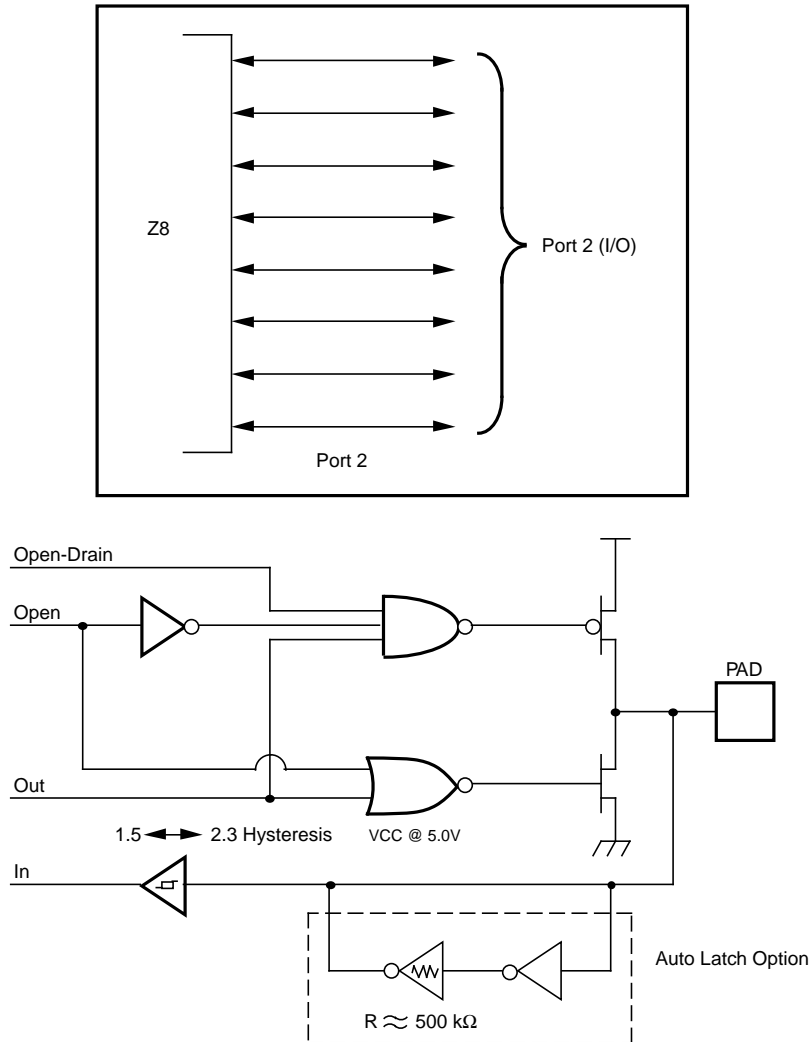 Z8
Port 2 (I/O)
Port 2
Open-Drain
Open
PAD
Out
1.5 2.3 Hysteresis VCC @ 5.0V
In
Auto Latch Option
R ≈ 500 kΩ